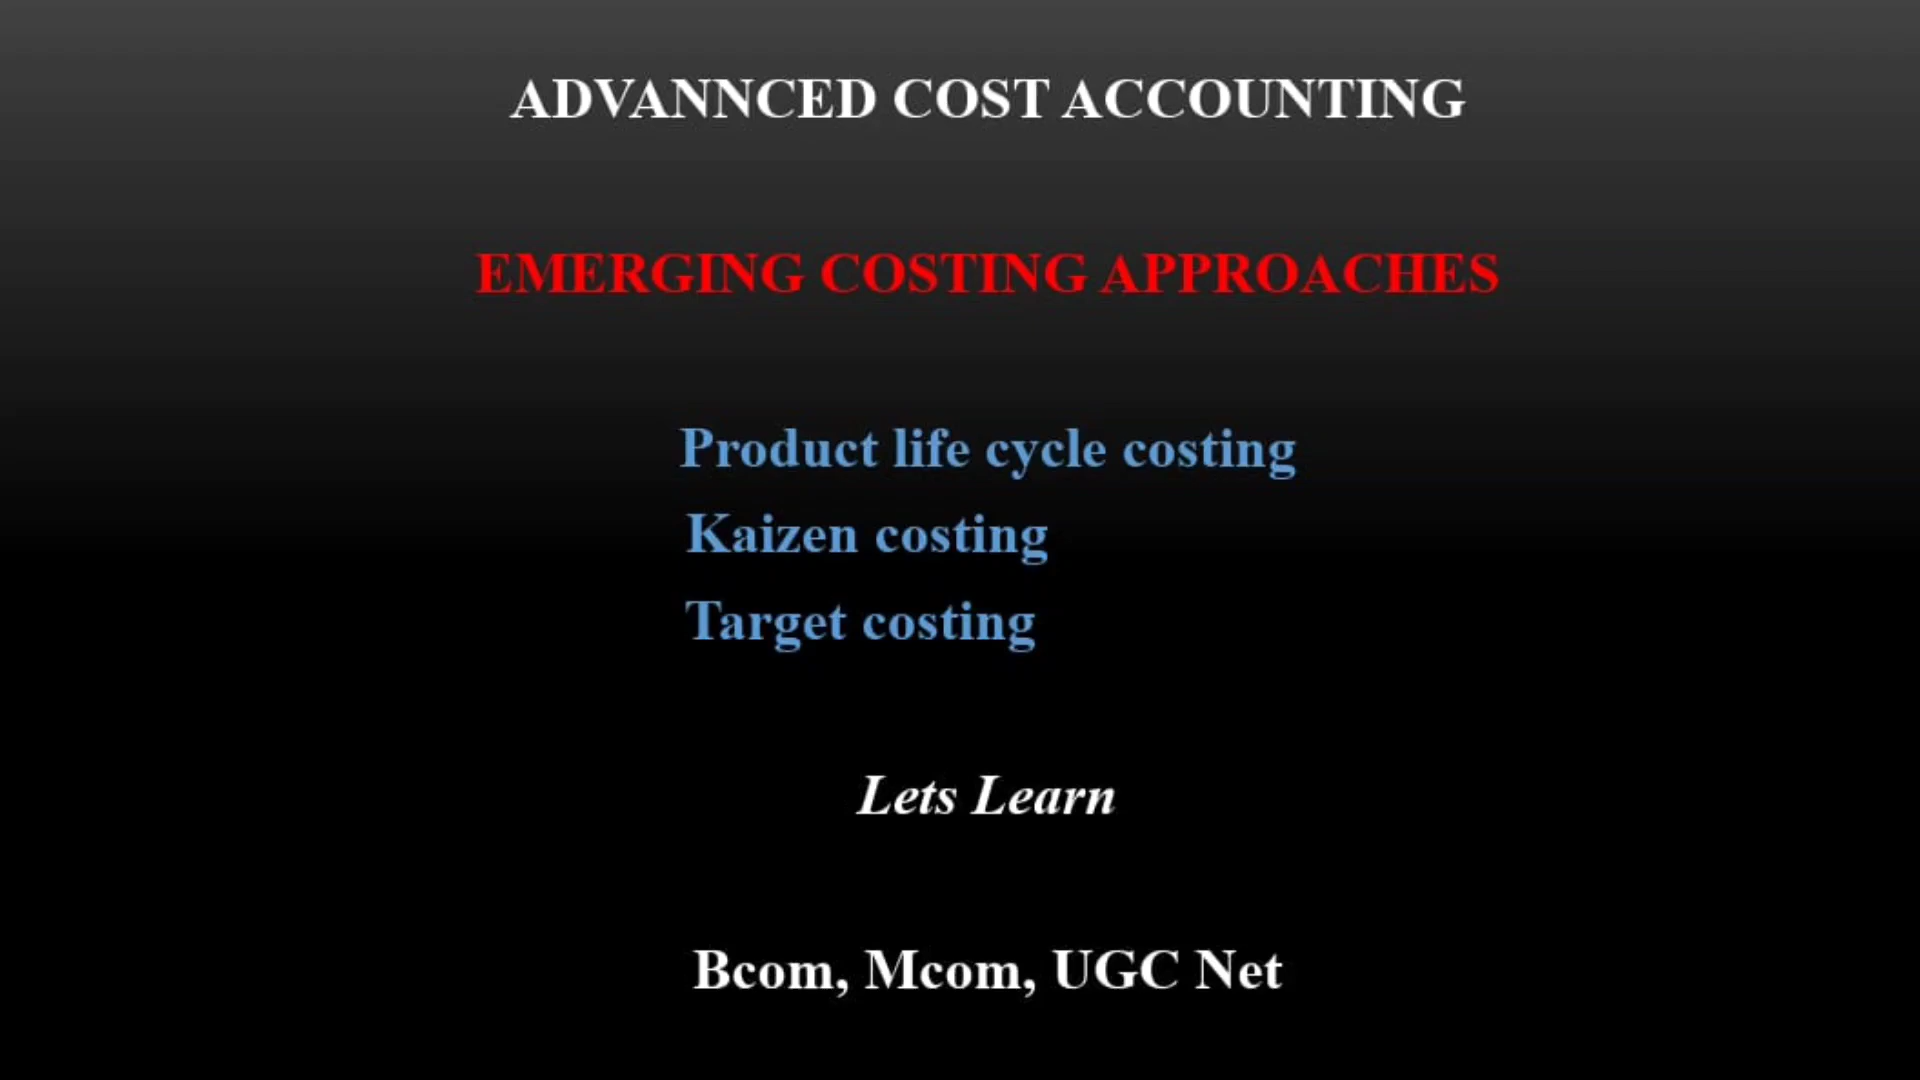 ADVANNCED COST ACCOUNTING
EMERGING COSTING APPROACHES
Product life cycle costing
Kaizen costing
Target costing
Lets Learn
Bcom, Mcom, UGC Net